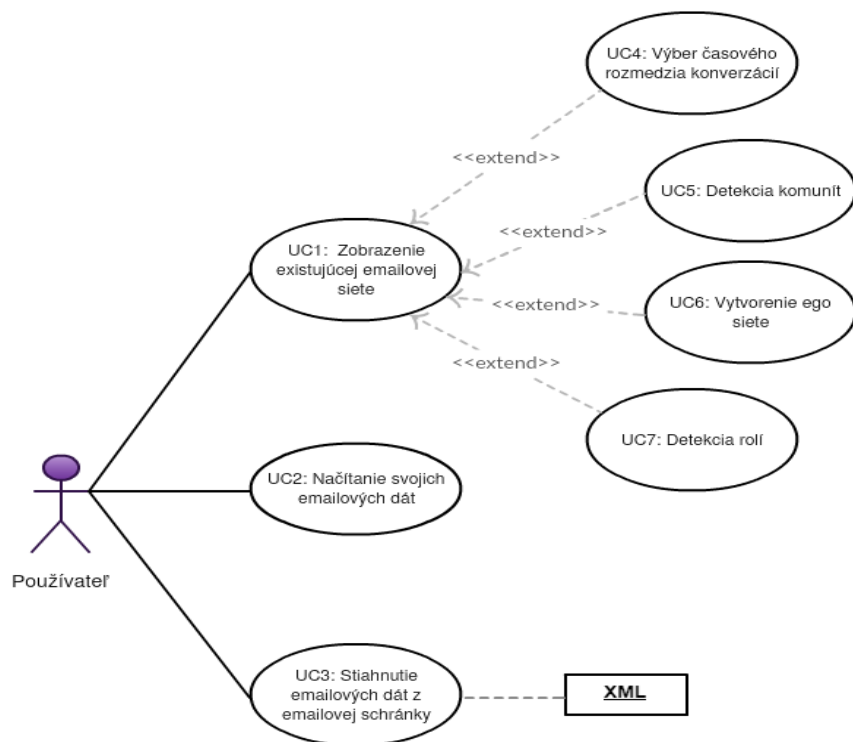 UC4: Výber časového
rozmedzia konverzácií
<<extend>>
UC5: Detekcia komunít
<<extend>>
UC1: Zobrazenie
existujúcej emailovej
siete
<<extend>>
UC6: Vytvorenie ego
siete
<<extend>>
UC7: Detekcia rolí
UC2: Načítanie svojich
emailových dát
Používateľ
UC3: Stiahnutie
emailových dát z
emailovej schránky
XML